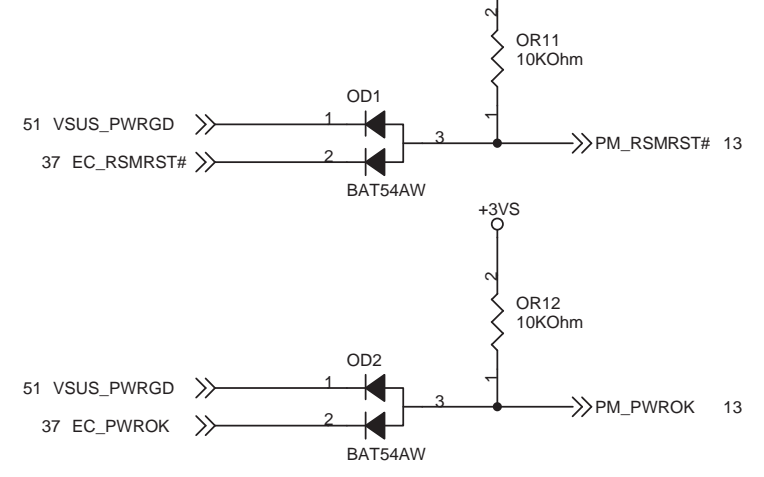 2
OR11
10KOhm
1
OD1
51 VSUS_PWRGD 1
3
PM_RSMRST# 13
37 EC_RSMRST# 2
BAT54AW
+3VS
2
OR12
10KOhm
1
OD2
51 VSUS_PWRGD 1
3
PM_PWROK 13
37 EC_PWROK 2
BAT54AW